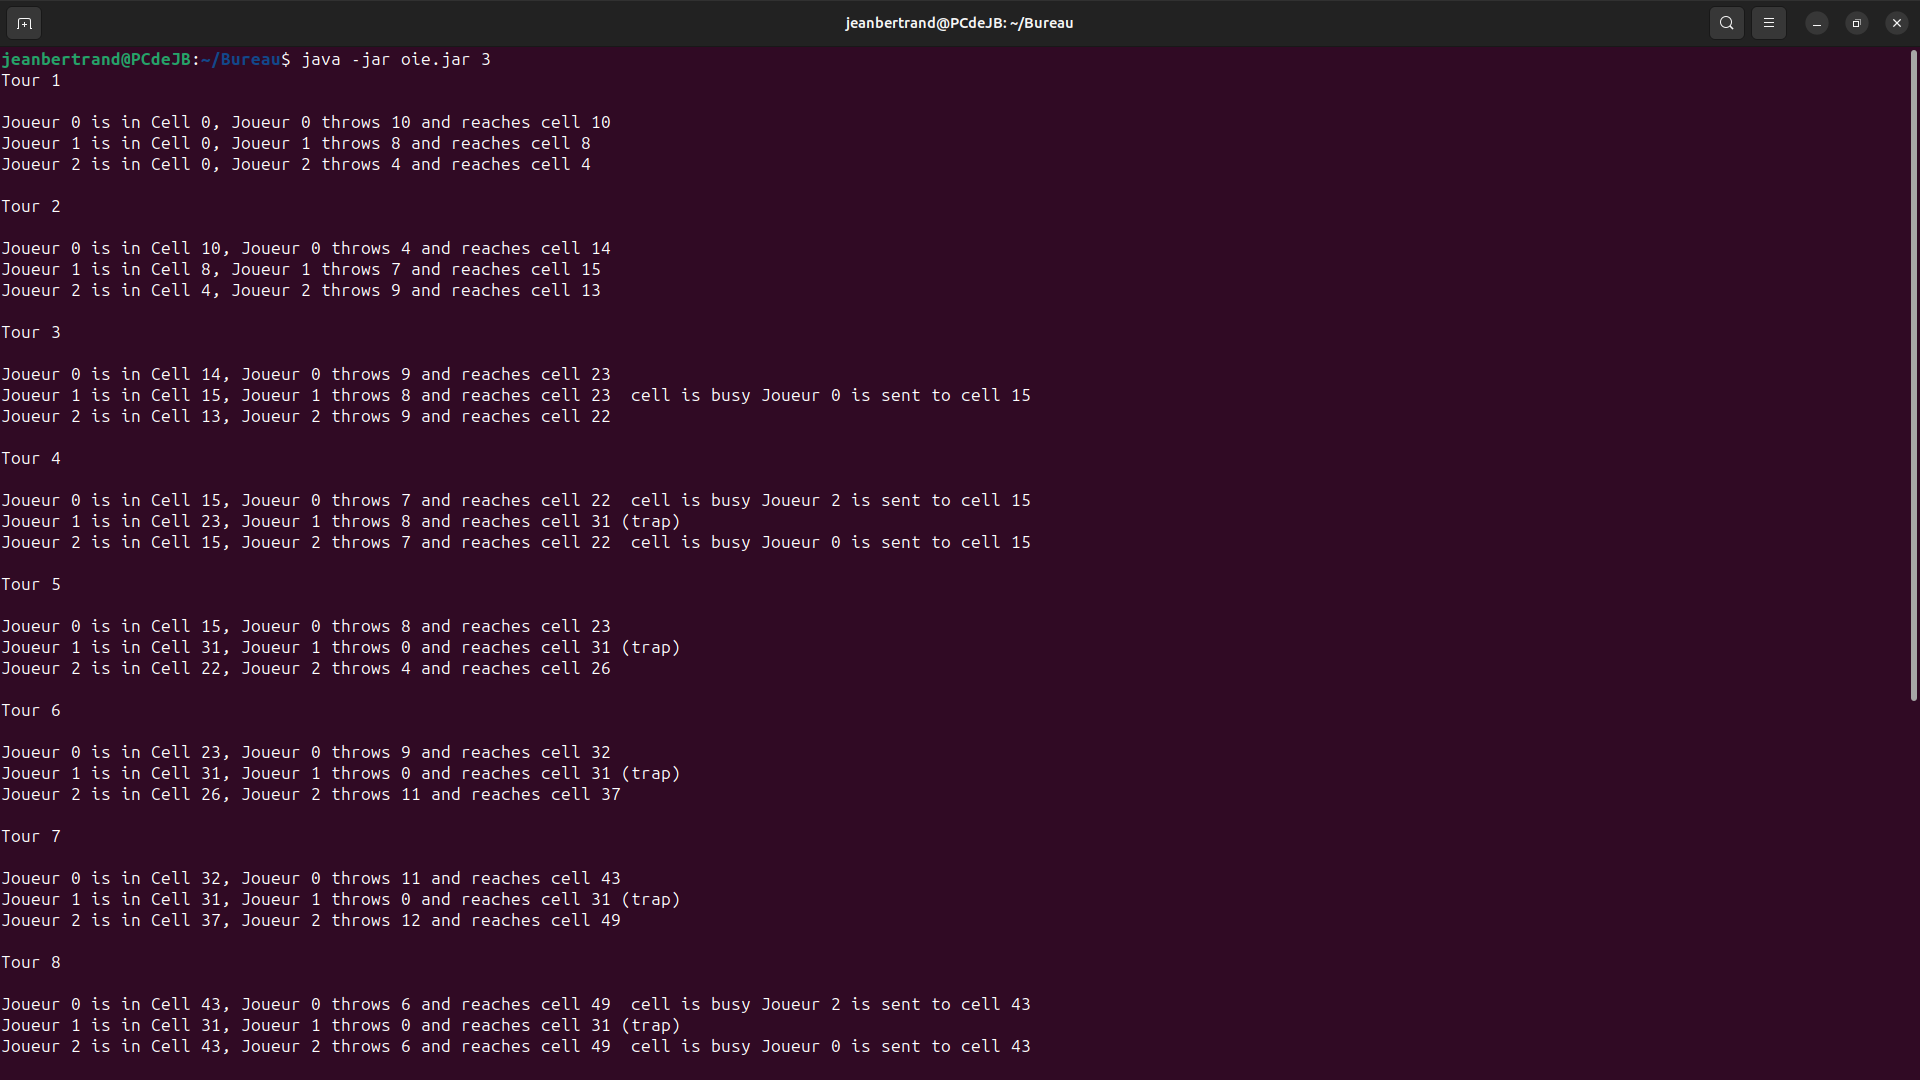 jeanbertrand@PCdeJB: ~/Bureau
jeanbertrand@PCdeJB:~/Bureau$ java -jar oie.jar 3
Tour 1
Joueur 0 is in Cell 0, Joueur 0 throws 10 and reaches cell 10
Joueur 1 is in Cell 0, Joueur 1 throws 8 and reaches cell 8
Joueur 2 is in Cell 0, Joueur 2 throws 4 and reaches cell 4
Tour 2
Joueur 0 is in Cell 10, Joueur 0 throws 4 and reaches cell 14
Joueur 1 is in Cell 8, Joueur 1 throws 7 and reaches cell 15
Joueur 2 is in Cell 4, Joueur 2 throws 9 and reaches cell 13
Tour 3
Joueur 0 is in Cell 14, Joueur 0 throws 9 and reaches cell 23
Joueur 1 is in Cell 15, Joueur 1 throws 8 and reaches cell 23  cell is busy Joueur 0 is sent to cell 15
Joueur 2 is in Cell 13, Joueur 2 throws 9 and reaches cell 22
Tour 4
Joueur 0 is in Cell 15, Joueur 0 throws 7 and reaches cell 22  cell is busy Joueur 2 is sent to cell 15
Joueur 1 is in Cell 23, Joueur 1 throws 8 and reaches cell 31 (trap)
Joueur 2 is in Cell 15, Joueur 2 throws 7 and reaches cell 22  cell is busy Joueur 0 is sent to cell 15
Tour 5
Joueur 0 is in Cell 15, Joueur 0 throws 8 and reaches cell 23
Joueur 1 is in Cell 31, Joueur 1 throws 0 and reaches cell 31 (trap)
Joueur 2 is in Cell 22, Joueur 2 throws 4 and reaches cell 26
Tour 6
Joueur 0 is in Cell 23, Joueur 0 throws 9 and reaches cell 32
Joueur 1 is in Cell 31, Joueur 1 throws 0 and reaches cell 31 (trap)
Joueur 2 is in Cell 26, Joueur 2 throws 11 and reaches cell 37
Tour 7
Joueur 0 is in Cell 32, Joueur 0 throws 11 and reaches cell 43
Joueur 1 is in Cell 31, Joueur 1 throws 0 and reaches cell 31 (trap)
Joueur 2 is in Cell 37, Joueur 2 throws 12 and reaches cell 49
Tour 8
Joueur 0 is in Cell 43, Joueur 0 throws 6 and reaches cell 49  cell is busy Joueur 2 is sent to cell 43
Joueur 1 is in Cell 31, Joueur 1 throws 0 and reaches cell 31 (trap)
Joueur 2 is in Cell 43, Joueur 2 throws 6 and reaches cell 49  cell is busy Joueur 0 is sent to cell 43